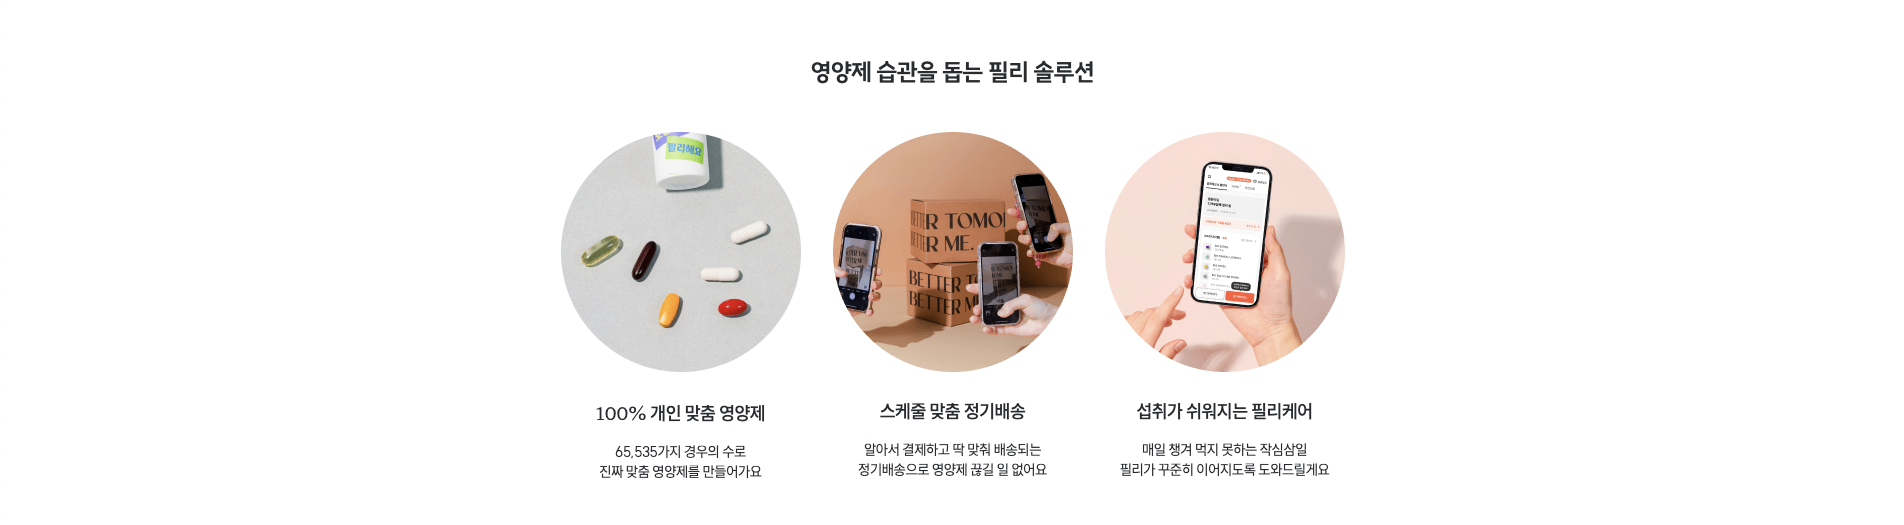 영양제 습관을 돕는 필리 솔루션
필리해요
BETTER TOMO
BETTER ME.
BETTER TO
BETTER ME
100% 개인 맞춤 영양제
65,535가지 경우의 수로
진짜 맞춤 영양제를 만들어가요
스케줄 맞춤 정기배송
알아서 결제하고 딱 맞춰 배송되는
정기배송으로 영양제 끊길 일 없어요
섭취가 쉬워지는 필리케어
매일 챙겨 먹지 못하는 작심삼일
필리가 꾸준히 이어지도록 도와드릴게요